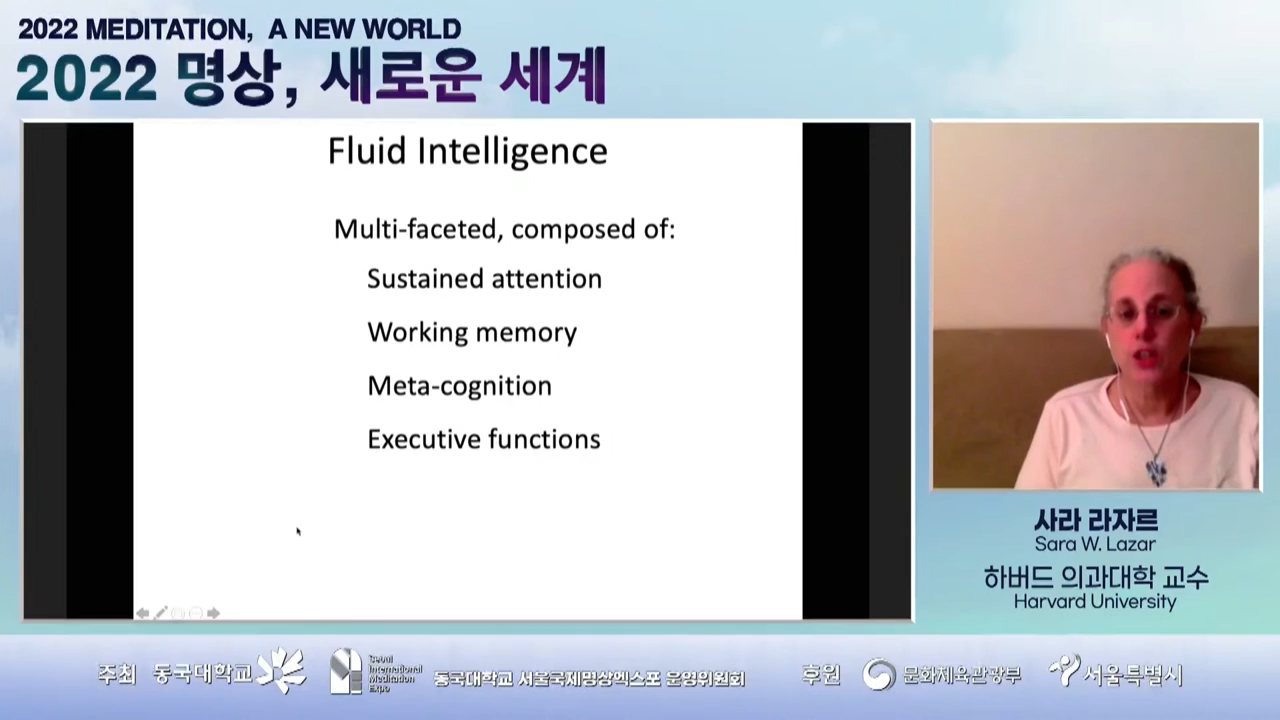 2022 MEDITATION, A NEW WORLD
2022 명상, 새로운 세계
Fluid Intelligence
Multi-faceted, composed of:
Sustained attention
Working memory
Meta-cognition
Executive functions
사라 라자르
Sara W. Lazar
하버드 의과대학 교수
Harvard University
주최 동국대학교
Seoul
International
Meditation
Expo
동국대학교 서울국제명상엑스포 운영위원회
후원 문화체육관광부 서울특별시